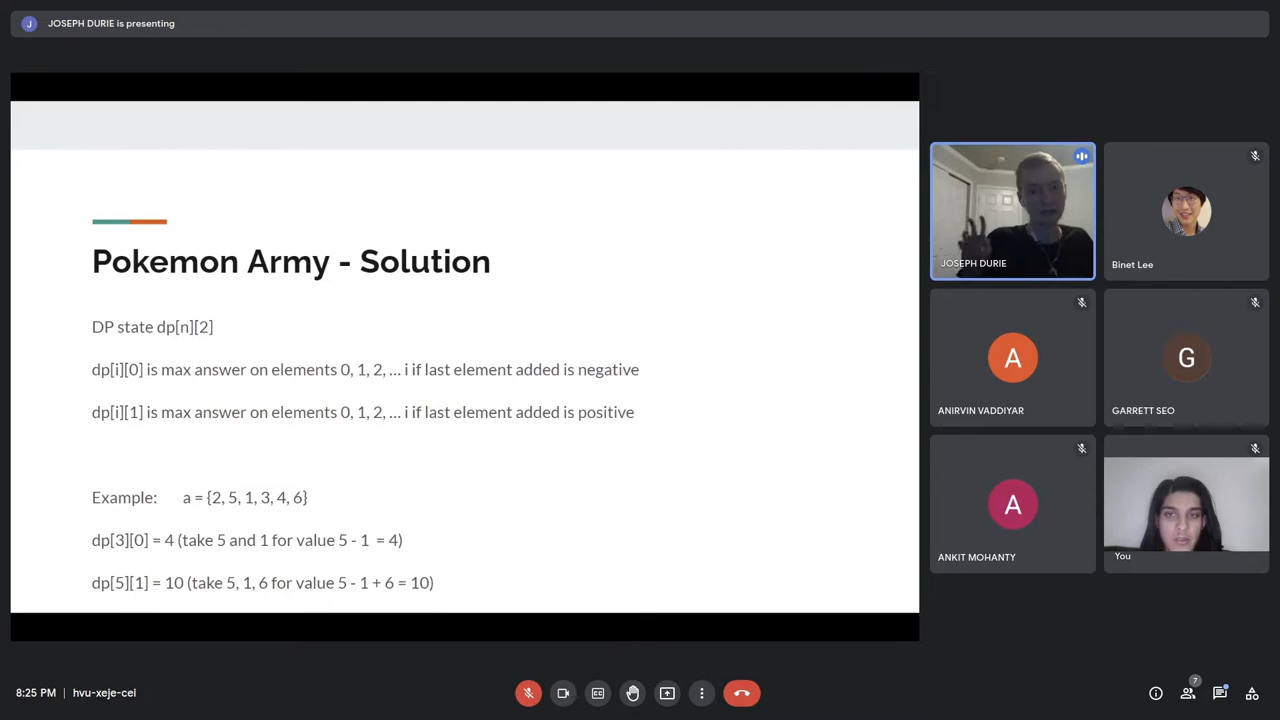 J
JOSEPH DURIE is presenting
Pokemon Army - Solution
DP state dp[n][2]
dp[i][0] is max answer on elements 0, 1, 2, ... i if last element added is negative
dp[i][1] is max answer on elements 0, 1, 2, ... i if last element added is positive
Example: a = {2, 5, 1, 3, 4, 6}
dp[3][0] = 4 (take 5 and 1 for value 5 - 1 = 4)
dp[5][1] = 10 (take 5, 1, 6 for value 5 - 1 + 6 = 10)
JOSEPH DURIE
Binet Lee
A
ANIRVIN VADDIYAR
G
GARRETT SEO
A
ANKIT MOHANTY
You
8:25 PM | hvu-xeje-cei
CC
7